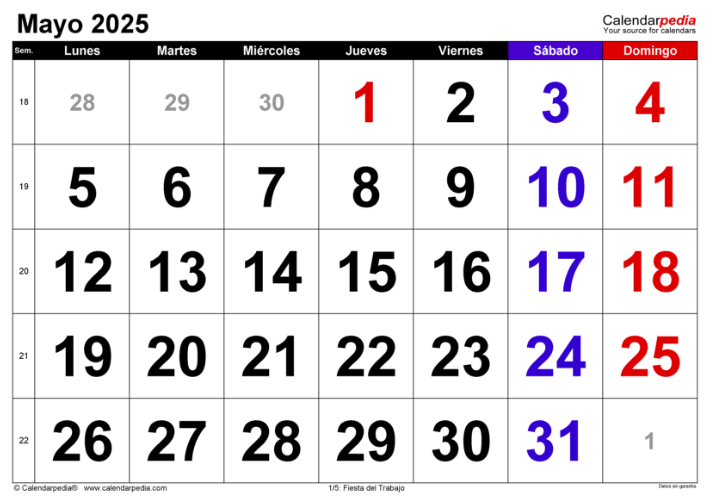 Mayo 2025
Calendarpedia
Your source for calendars
Sem. Lunes Martes Miércoles Jueves Viernes Sábado Domingo
18 28 29 30 1 2 3 4
19 5 6 7 8 9 10 11
20 12 13 14 15 16 17 18
21 19 20 21 22 23 24 25
22 26 27 28 29 30 31 1
© Calendarpedia® www.calendarpedia.com 1/5: Fiesta del Trabajo Datos sin garantía